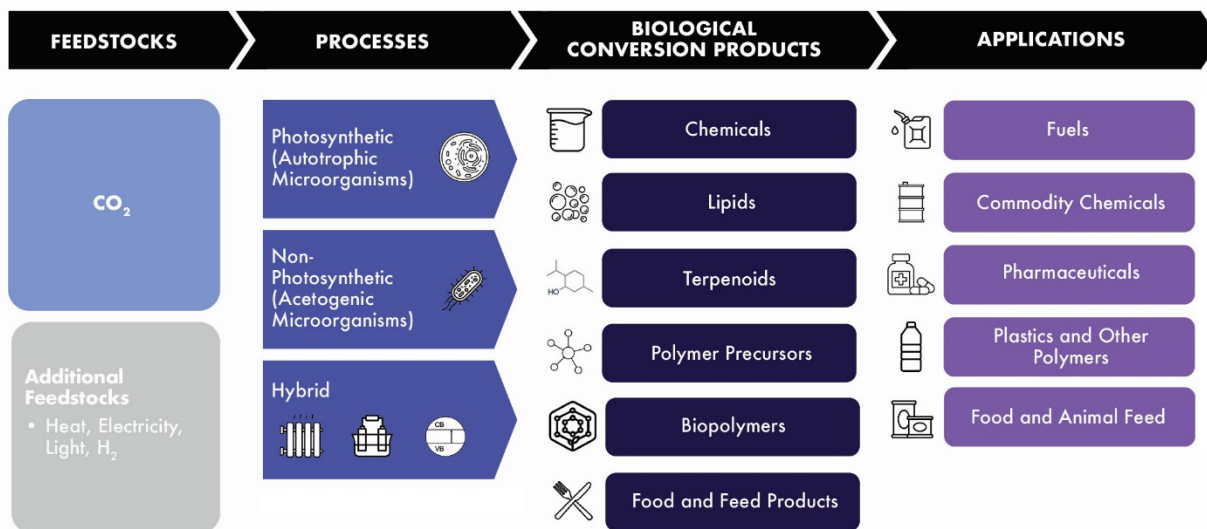 FEEDSTOCKS
PROCESSES
BIOLOGICAL
CONVERSION PRODUCTS
APPLICATIONS
CO₂
Additional
Feedstocks
• Heat, Electricity,
Light, H₂
Photosynthetic
(Autotrophic
Microorganisms)
Non-
Photosynthetic
(Acetogenic
Microorganisms)
Hybrid
CB
VB
Chemicals
Lipids
HO
Terpenoids
Polymer Precursors
Biopolymers
Food and Feed Products
Fuels
Commodity Chemicals
Pharmaceuticals
Plastics and Other
Polymers
Food and Animal Feed